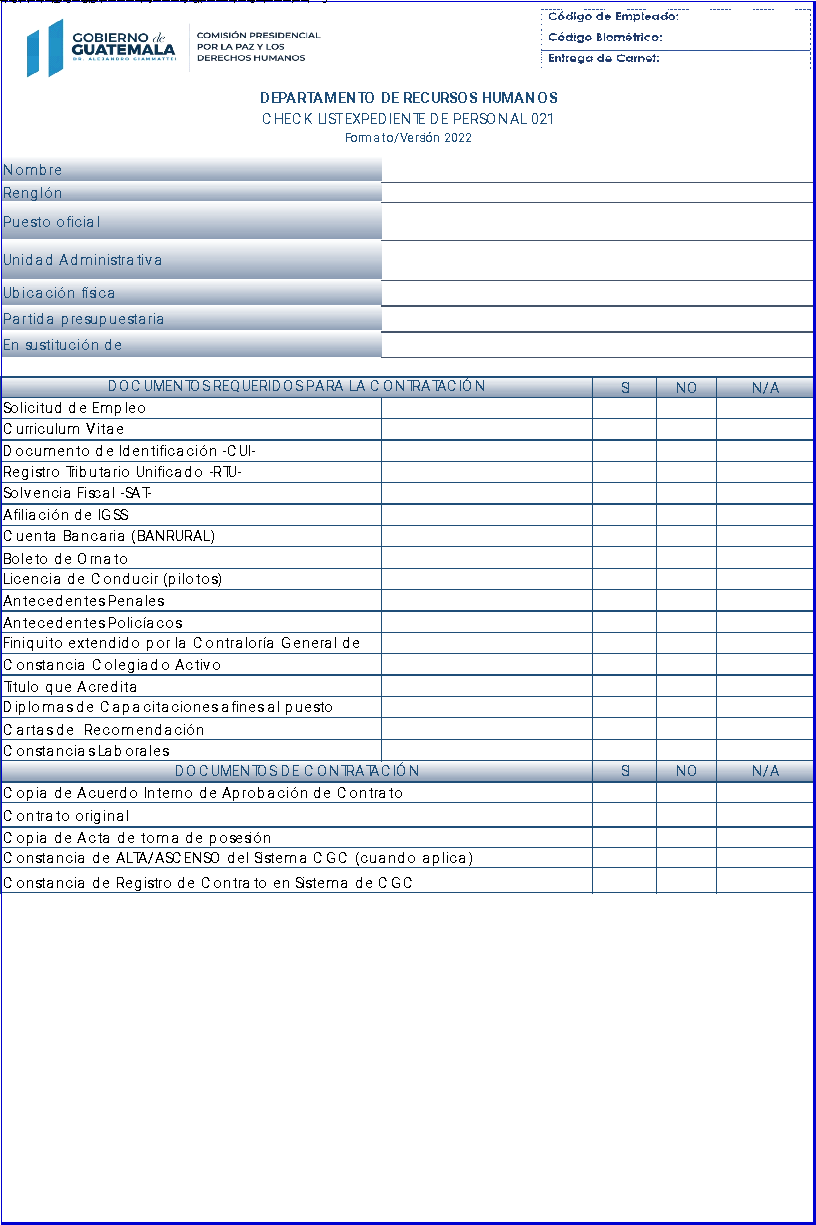 GOBIERNO de
GUATEMALA
DR. ALEJANDRO GIAMMATTEI
COMISIÓN PRESIDENCIAL
POR LA PAZ Y LOS
DERECHOS HUMANOS
Código de Empleado:
Código Biométrico:
Entrega de Carnet:
DEPARTAMENTO DE RECURSOS HUMANOS
CHECK LIST EXPEDIENTE DE PERSONAL 021
Formato/Versión 2022
Nombre
Renglón
Puesto oficial
Unidad Administrativa
Ubicación física
Partida presupuestaria
En sustitución de
DOCUMENTOS REQUERIDOS PARA LA CONTRATACIÓN SI NO N/A
Solicitud de Empleo
Curriculum Vitae
Documento de Identificación -CUI-
Registro Tributario Unificado -RTU-
Solvencia Fiscal -SAT-
Afiliación de IGSS
Cuenta Bancaria (BANRURAL)
Boleto de Ornato
Licencia de Conducir (pilotos)
Antecedentes Penales
Antecedentes Policíacos
Finiquito extendido por la Contraloría General de
Constancia Colegiado Activo
Titulo que Acredita
Diplomas de Capacitaciones afines al puesto
Cartas de Recomendación
Constancias Laborales
DOCUMENTOS DE CONTRATACIÓN SI NO N/A
Copia de Acuerdo Interno de Aprobación de Contrato
Contrato original
Copia de Acta de toma de posesión
Constancia de ALTA/ASCENSO del Sistema CGC (cuando aplica)
Constancia de Registro de Contrato en Sistema de CGC